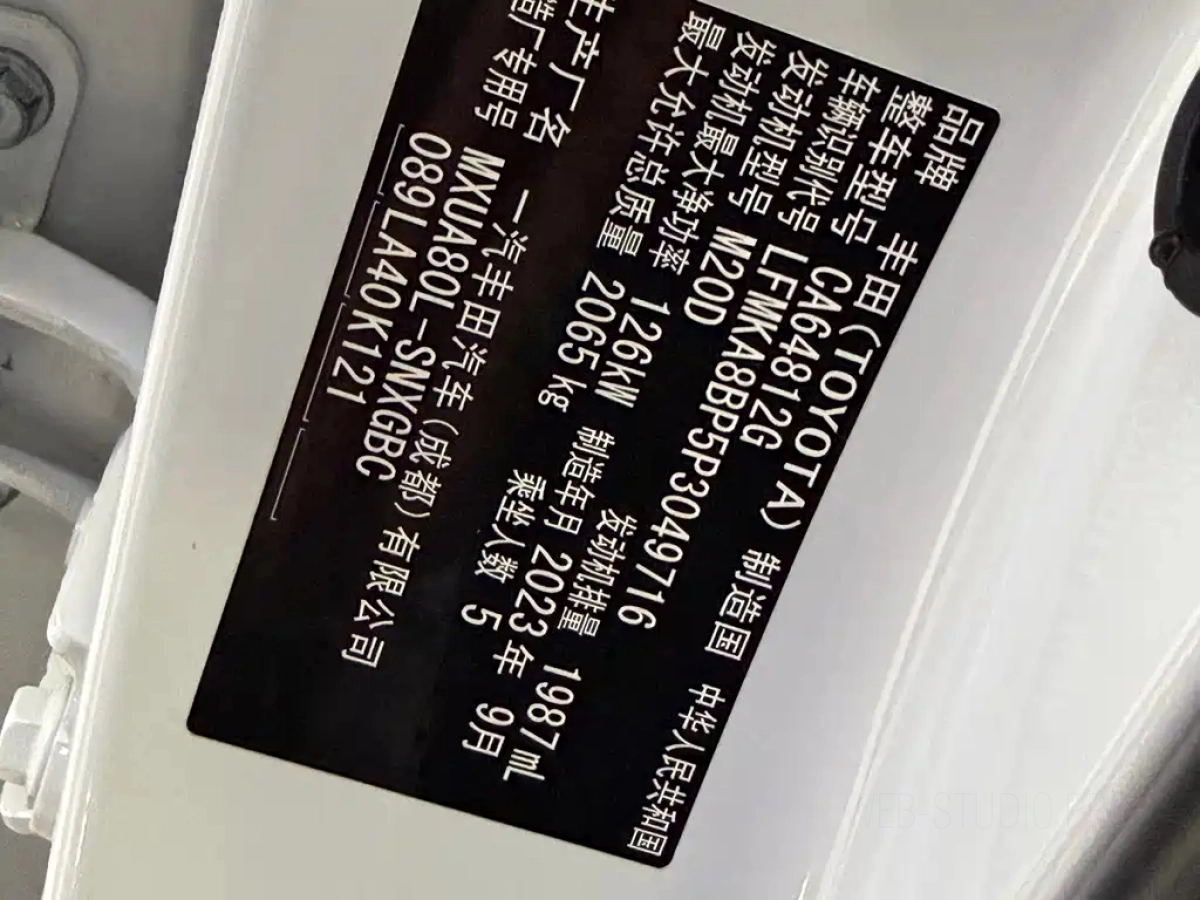 品牌 丰田(TOYOTA) 制造国 中华人民共和国
整车型号 CA64812G
车辆识别代号 LFMKA8BP5P3049716
发动机型号 M20D 发动机排量 1987mL
发动机最大净功率 126kW 制造年月 2023年 9月
最大允许总质量 2065kg 乘坐人数 5
生产厂名 一汽丰田汽车(成都)有限公司
造厂专用号 MXUA80L-SNXGBC
089LA40K121